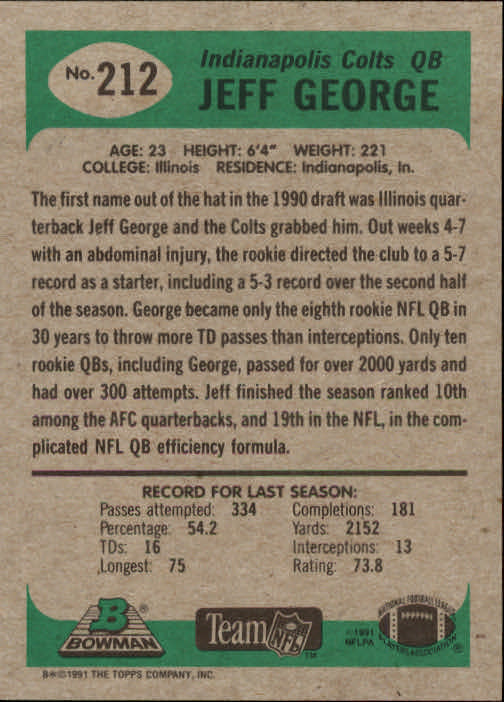 Indianapolis Colts QB
No. 212 JEFF GEORGE
AGE: 23 HEIGHT: 6'4" WEIGHT: 221
COLLEGE: Illinois RESIDENCE: Indianapolis, In.
The first name out of the hat in the 1990 draft was Illinois quar-
terback Jeff George and the Colts grabbed him. Out weeks 4-7
with an abdominal injury, the rookie directed the club to a 5-7
record as a starter, including a 5-3 record over the second half
of the season. George became only the eighth rookie NFL QB in
30 years to throw more TD passes than interceptions. Only ten
rookie QBs, including George, passed for over 2000 yards and
had over 300 attempts. Jeff finished the season ranked 10th
among the AFC quarterbacks, and 19th in the NFL, in the com-
plicated NFL QB efficiency formula.
RECORD FOR LAST SEASON:
Passes attempted: 334 Completions: 181
Percentage: 54.2 Yards: 2152
TDs: 16 Interceptions: 13
Longest: 75 Rating: 73.8
B ®
BOWMAN
Team NFL ™
©1991
NFLPA
NATIONAL FOOTBALL LEAGUE
PLAYERS ASSOCIATION ®
B*©1991 THE TOPPS COMPANY, INC.